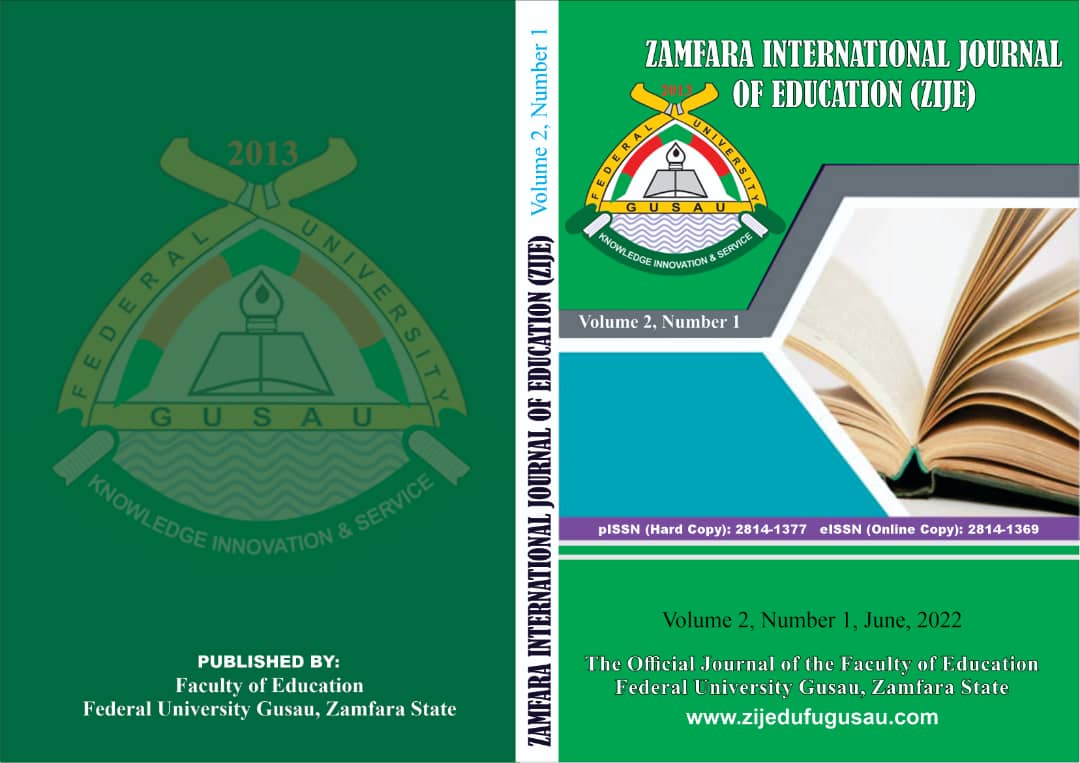 2013
FEDERAL UNIVERSITY
GUSAU
KNOWLEDGE INNOVATION & SERVICE
PUBLISHED BY:
Faculty of Education
Federal University Gusau, Zamfara State
ZAMFARA INTERNATIONAL JOURNAL OF EDUCATION (ZIJE) Volume 2, Number 1
ZAMFARA INTERNATIONAL JOURNAL
OF EDUCATION (ZIJE)
2013
FEDERAL UNIVERSITY
GUSAU
KNOWLEDGE INNOVATION & SERVICE
Volume 2, Number 1
pISSN (Hard Copy): 2814-1377 eISSN (Online Copy): 2814-1369
Volume 2, Number 1, June, 2022
The Official Journal of the Faculty of Education
Federal University Gusau, Zamfara State
www.zijedufugusau.com